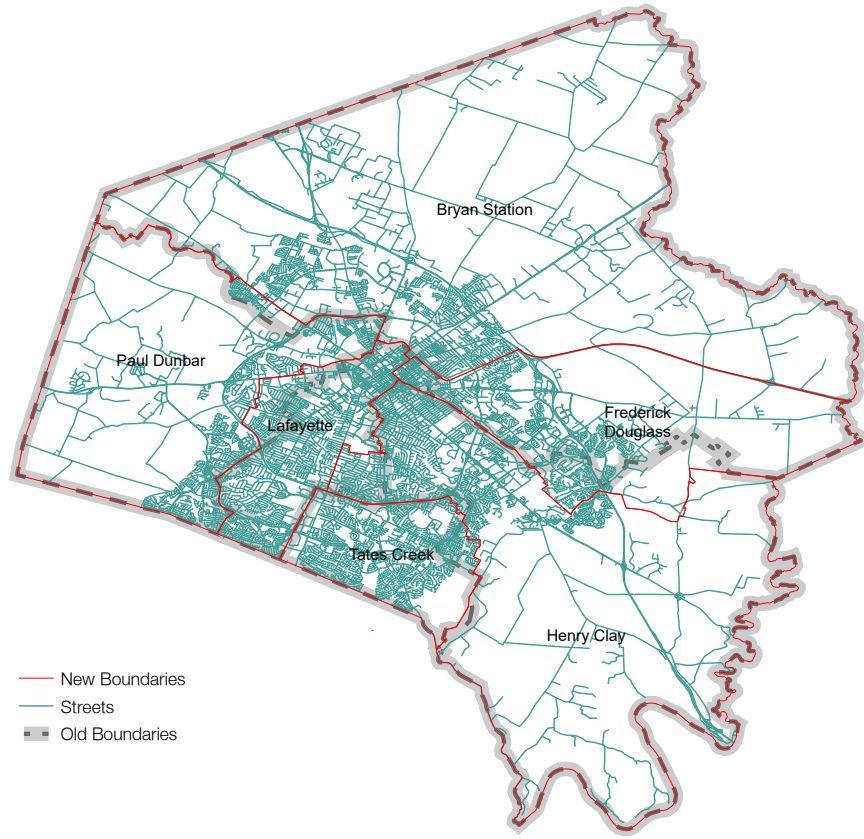 Bryan Station
Paul Dunbar
Frederick
Douglass
Lafayette
Tates Creek
Henry Clay
New Boundaries
Streets
Old Boundaries